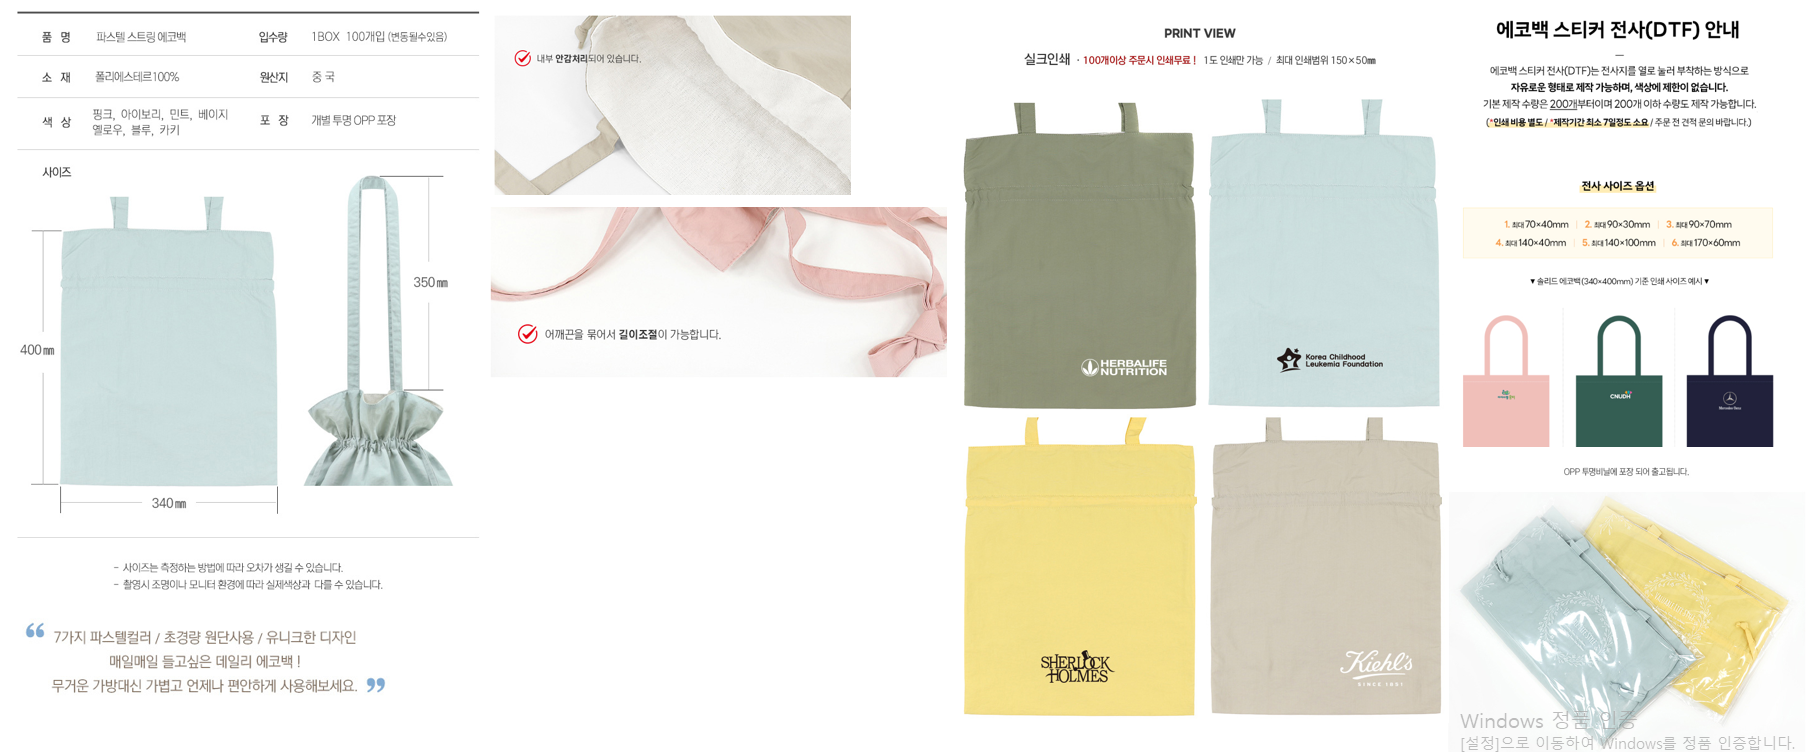 품 명 파스텔 스트링 에코백 입수량 1BOX 100개입 (변동될수있음)
소 재 폴리에스테르100% 원산지 중 국
색 상 핑크, 아이보리, 민트, 베이지
옐로우, 블루, 카키
포 장 개별 투명 OPP 포장
사이즈
400㎜
340㎜
350㎜
- 사이즈는 측정하는 방법에 따라 오차가 생길 수 있습니다.
- 촬영시 조명이나 모니터 환경에 따라 실제색상과 다를 수 있습니다.
“ 7가지 파스텔컬러 / 초경량 원단사용 / 유니크한 디자인
매일매일 들고싶은 데일리 에코백 !
무거운 가방대신 가볍고 언제나 편안하게 사용해보세요. ”
내부 안감처리되어 있습니다.
어깨끈을 묶어서 길이조절이 가능합니다.
PRINT VIEW
실크인쇄 · 100개이상 주문시 인쇄무료 ! 1도 인쇄만 가능 / 최대 인쇄범위 150×50㎜
HERBALIFE
NUTRITION
Korea Childhood
Leukemia Foundation
SHERLOCK
HOLMES
Kiehl's
SINCE 1851
에코백 스티커 전사(DTF) 안내
에코백 스티커 전사(DTF)는 전사지를 열로 눌러 부착하는 방식으로
자유로운 형태로 제작 가능하며, 색상에 제한이 없습니다.
기본 제작 수량은 200개부터이며 200개 이하 수량도 제작 가능합니다.
(*인쇄 비용 별도 / *제작기간 최소 7일정도 소요 / 주문 전 견적 문의 바랍니다.)
전사 사이즈 옵션
1. 최대 70×40mm | 2. 최대 90×30mm | 3. 최대 90×70mm
4. 최대 140×40mm | 5. 최대 140×100mm | 6. 최대 170×60mm
▼ 솔리드 에코백(340×400mm) 기준 인쇄 사이즈 예시 ▼
CNUDH
Mercedes-Benz
OPP 투명비닐에 포장 되어 출고됩니다.
Windows 정품 인증
[설정]으로 이동하여 Windows를 정품 인증합니다.